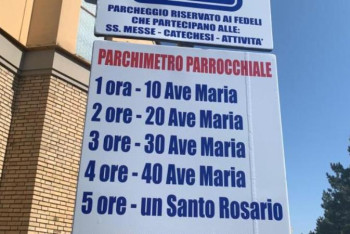 PARCHEGGIO RISERVATO AI FEDELI
CHE PARTECIPANO ALLE:
SS. MESSE - CATECHESI - ATTIVITA'
PARCHIMETRO PARROCCHIALE
1 ora - 10 Ave Maria
2 ore - 20 Ave Maria
3 ore - 30 Ave Maria
4 ore - 40 Ave Maria
5 ore - un Santo Rosario